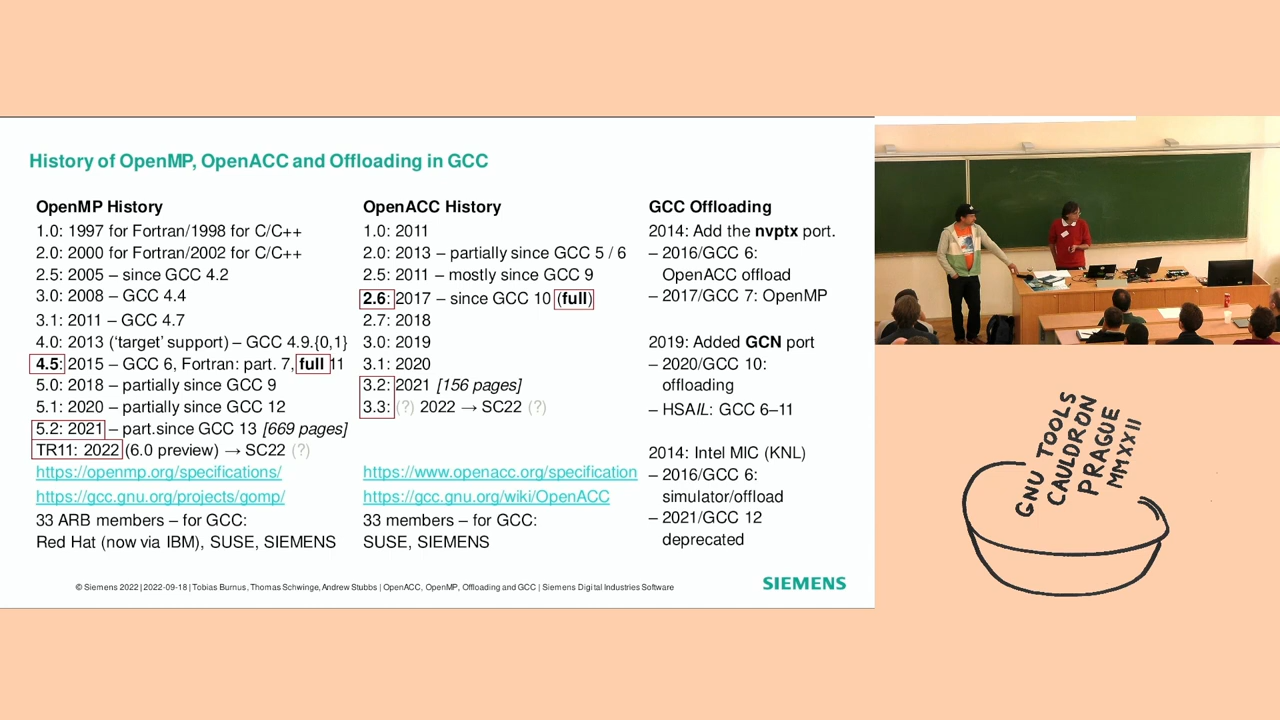 History of OpenMP, OpenACC and Offloading in GCC
OpenMP History
1.0: 1997 for Fortran/1998 for C/C++
2.0: 2000 for Fortran/2002 for C/C++
2.5: 2005 – since GCC 4.2
3.0: 2008 – GCC 4.4
3.1: 2011 – GCC 4.7
4.0: 2013 (‘target’ support) – GCC 4.9.{0,1}
4.5: 2015 – GCC 6, Fortran: part. 7, full 11
5.0: 2018 – partially since GCC 9
5.1: 2020 – partially since GCC 12
5.2: 2021 – part.since GCC 13 [669 pages]
TR11: 2022 (6.0 preview) → SC22 (?)
https://openmp.org/specifications/
https://gcc.gnu.org/projects/gomp/
33 ARB members – for GCC:
Red Hat (now via IBM), SUSE, SIEMENS
OpenACC History
1.0: 2011
2.0: 2013 – partially since GCC 5 / 6
2.5: 2011 – mostly since GCC 9
2.6: 2017 – since GCC 10 (full)
2.7: 2018
3.0: 2019
3.1: 2020
3.2: 2021 [156 pages]
3.3: (?) 2022 → SC22 (?)
https://www.openacc.org/specification
https://gcc.gnu.org/wiki/OpenACC
33 members – for GCC:
SUSE, SIEMENS
GCC Offloading
2014: Add the nvptx port.
– 2016/GCC 6:
OpenACC offload
– 2017/GCC 7: OpenMP
2019: Added GCN port
– 2020/GCC 10:
offloading
– HSAIL: GCC 6–11
2014: Intel MIC (KNL)
– 2016/GCC 6:
simulator/offload
– 2021/GCC 12
deprecated
© Siemens 2022 | 2022-09-18 | Tobias Burnus, Thomas Schwinge, Andrew Stubbs | OpenACC, OpenMP, Offloading and GCC | Siemens Digital Industries Software
SIEMENS
GNU TOOLS
CAULDRON
PRAGUE
MMXXII